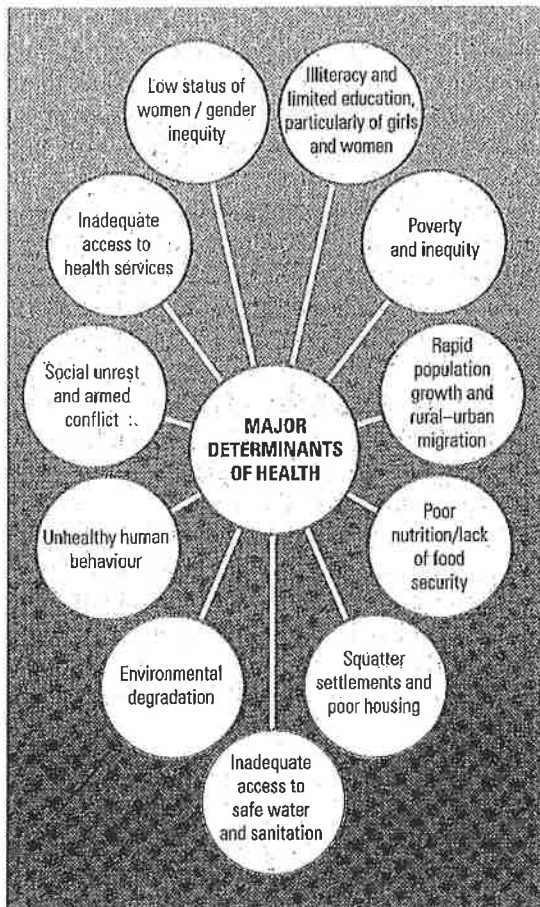 Low status of
women / gender
inequity
Illiteracy and
limited education,
particularly of girls
and women
Inadequate
access to
health services
Poverty
and inequity
Social unrest
and armed
conflict
Rapid
population
growth and
rural–urban
migration
MAJOR
DETERMINANTS
OF HEALTH
Unhealthy human
behaviour
Poor
nutrition/lack
of food
security
Environmental
degradation
Squatter
settlements and
poor housing
Inadequate
access to
safe water
and sanitation